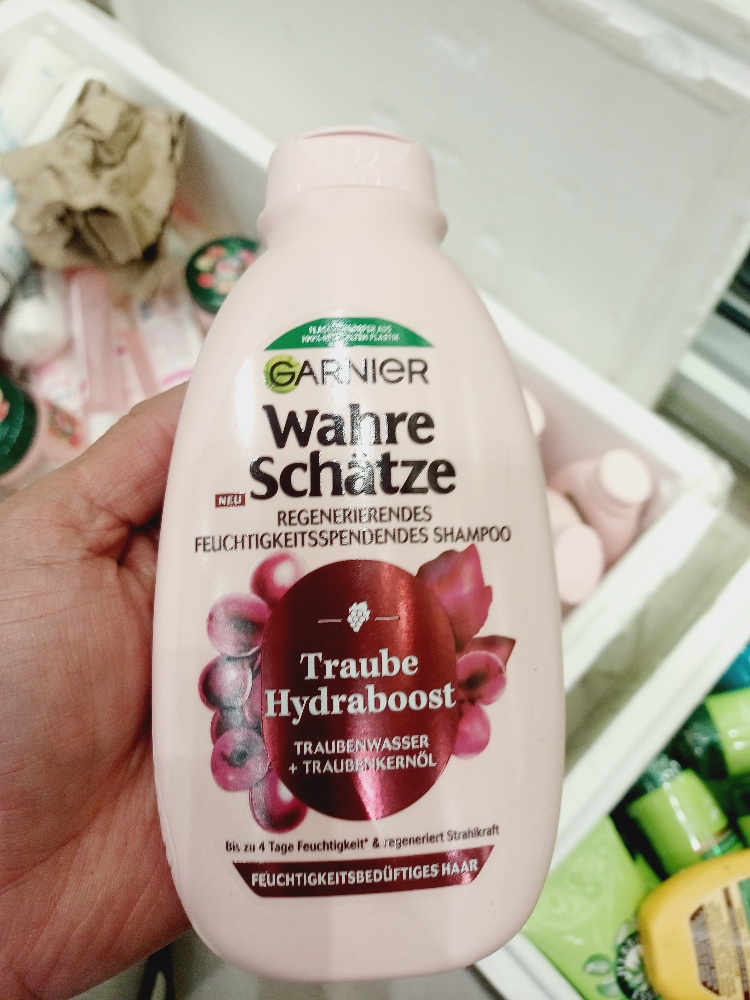 GARNIER
Wahre
Schätze
NEU
REGENERIERENDES
FEUCHTIGKEITSSPENDENDES SHAMPOO
Traube
Hydraboost
TRAUBENWASSER
+ TRAUBENKERNÖL
Bis zu 4 Tage Feuchtigkeit* & regeneriert Strahlkraft
FEUCHTIGKEITSBEDÜFTIGES HAAR